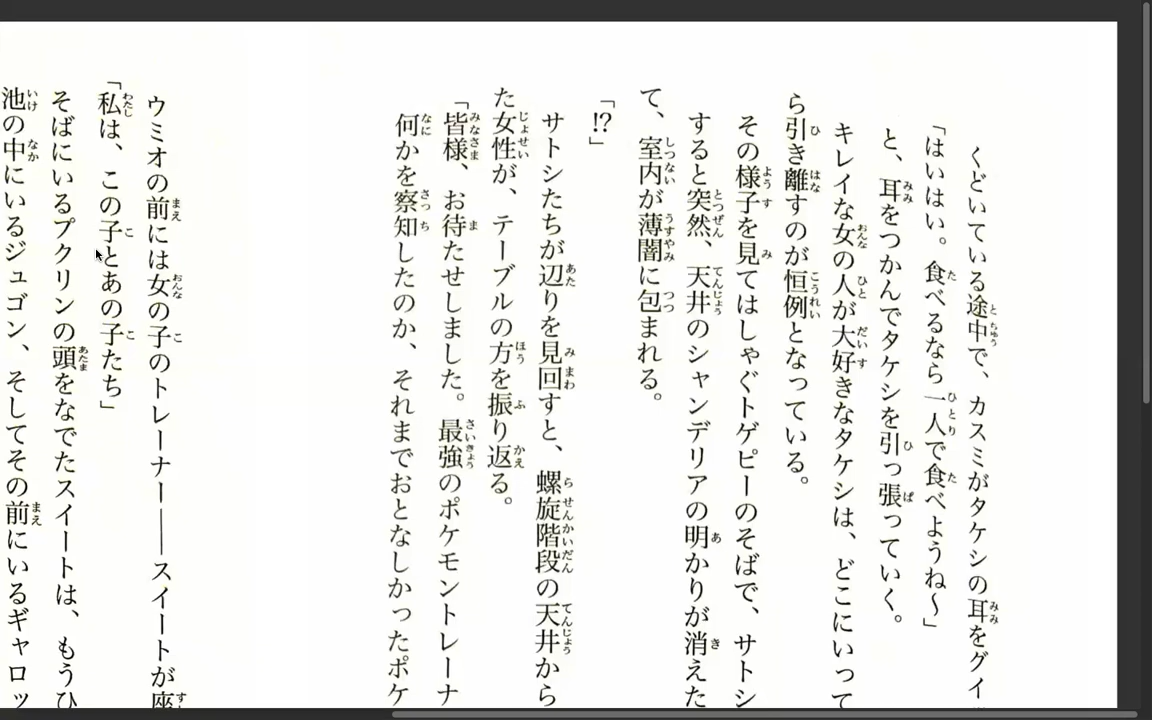 くどいている途中で、カスミがタケシの耳をグイ
「はいはい。食べるなら一人で食べようね～」
と、耳をつかんでタケシを引っ張っていく。
キレイな女の人が大好きなタケシは、どこにいって
ら引き離すのが恒例となっている。
その様子を見てはしゃぐトゲピーのそばで、サトシ
すると突然、天井のシャンデリアの明かりが消えた
て、室内が薄闇に包まれる。
「!?」
サトシたちが辺りを見回すと、螺旋階段の天井から
た女性が、テーブルの方を振り返る。
「皆様、お待たせしました。最強のポケモントレーナ
何かを察知したのか、それまでおとなしかったポケ
ウミオの前には女の子のトレーナー――スイートが座
「私は、この子とあの子たち」
そばにいるプクリンの頭をなでたスイートは、もうひ
池の中にいるジュゴン、そしてその前にいるギャロッ